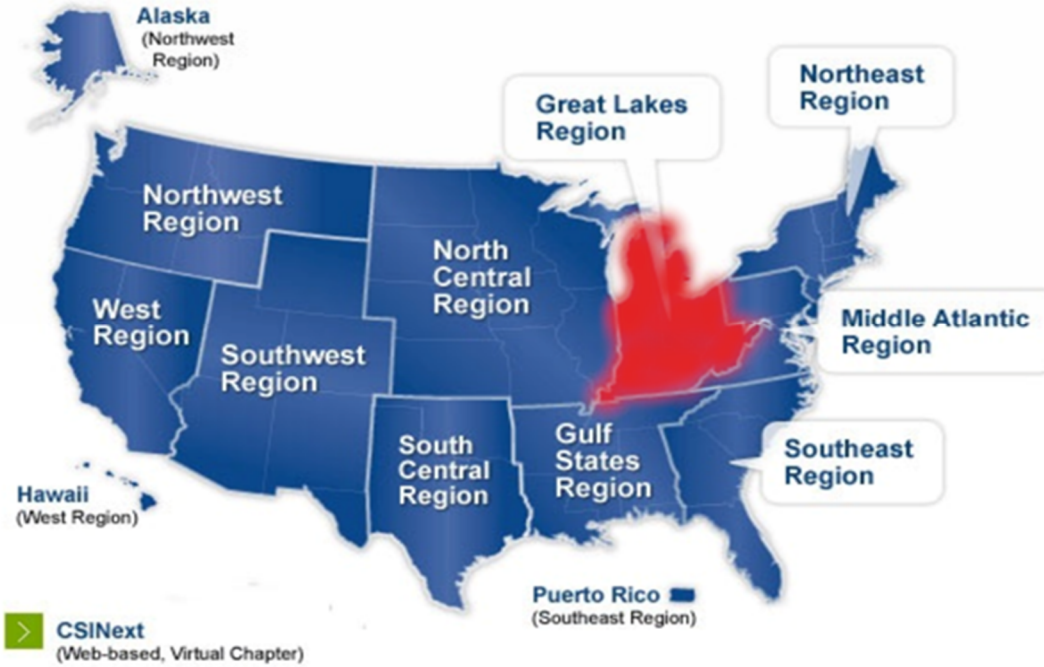 Alaska
(Northwest
Region)
Northeast
Region
Great Lakes
Region
Northwest
Region
North
Central
Region
West
Region
Middle Atlantic
Region
Southwest
Region
Gulf
States
Region
South
Central
Region
Southeast
Region
Hawaii
(West Region)
Puerto Rico
(Southeast Region)
CSINext
(Web-based, Virtual Chapter)